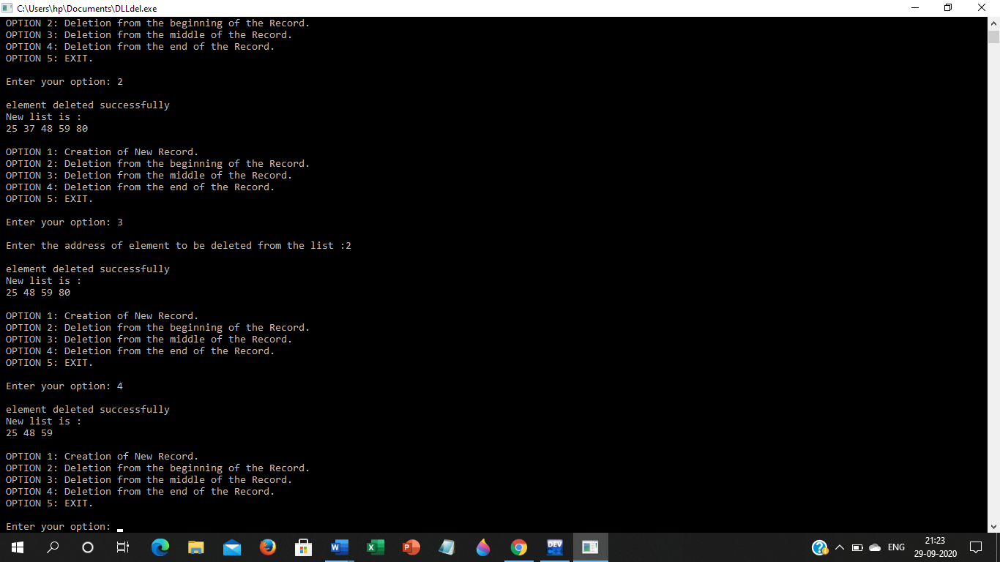 C:\Users\hp\Documents\DLLdel.exe
OPTION 2: Deletion from the beginning of the Record.
OPTION 3: Deletion from the middle of the Record.
OPTION 4: Deletion from the end of the Record.
OPTION 5: EXIT.
Enter your option: 2
element deleted successfully
New list is :
25 37 48 59 80
OPTION 1: Creation of New Record.
OPTION 2: Deletion from the beginning of the Record.
OPTION 3: Deletion from the middle of the Record.
OPTION 4: Deletion from the end of the Record.
OPTION 5: EXIT.
Enter your option: 3
Enter the address of element to be deleted from the list :2
element deleted successfully
New list is :
25 48 59 80
OPTION 1: Creation of New Record.
OPTION 2: Deletion from the beginning of the Record.
OPTION 3: Deletion from the middle of the Record.
OPTION 4: Deletion from the end of the Record.
OPTION 5: EXIT.
Enter your option: 4
element deleted successfully
New list is :
25 48 59
OPTION 1: Creation of New Record.
OPTION 2: Deletion from the beginning of the Record.
OPTION 3: Deletion from the middle of the Record.
OPTION 4: Deletion from the end of the Record.
OPTION 5: EXIT.
Enter your option:
W X P DEV ? ENG 21:23
29-09-2020